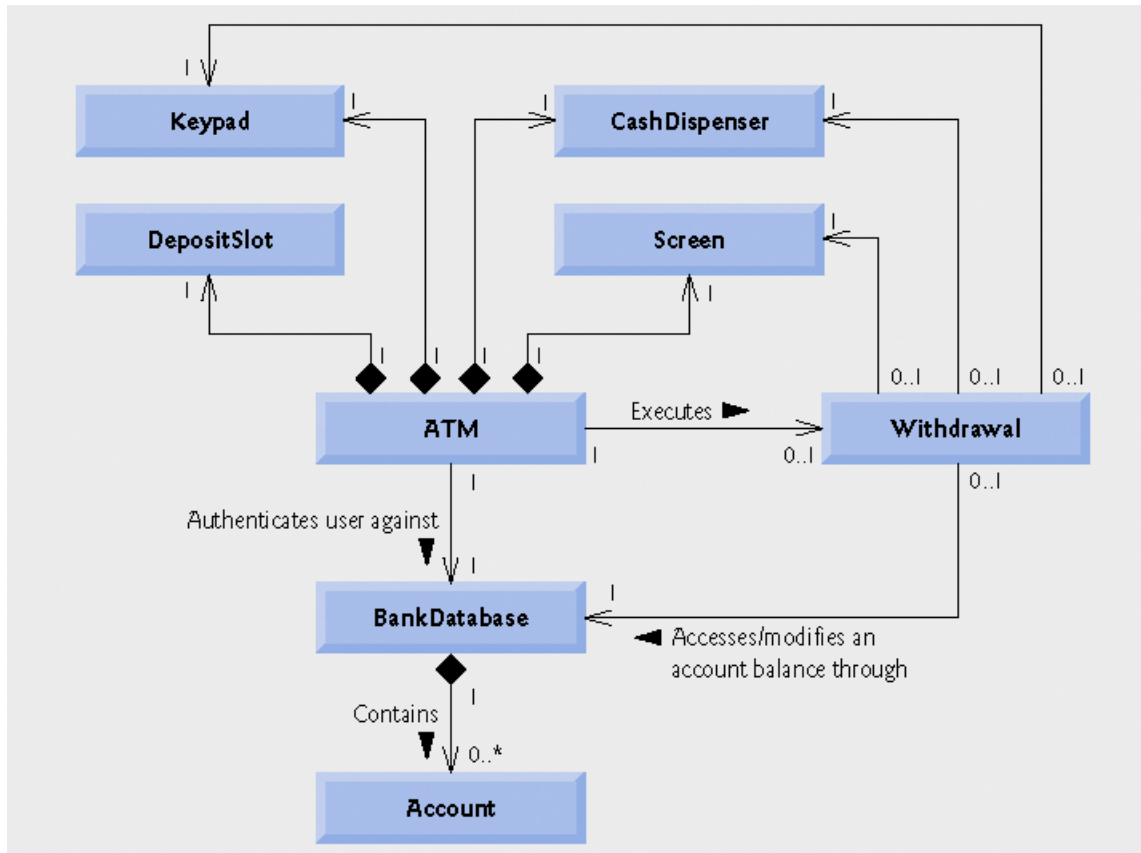 1
Keypad
1
1
CashDispenser
1
DepositSlot
Screen
1
1
1
1
1
1
1
0..1
0..1
0..1
ATM
Executes
Withdrawal
1
0..1
1
0..1
Authenticates user against
1
1
BankDatabase
Accesses/modifies an
account balance through
1
Contains
0..*
Account